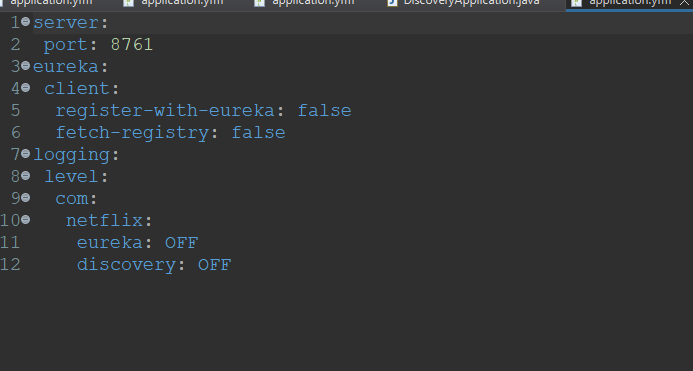 application.yml application.yml application.yml DiscoveryApplication.java application.yml
1 server:
2 port: 8761
3 eureka:
4 client:
5 register-with-eureka: false
6 fetch-registry: false
7 logging:
8 level:
9 com:
10 netflix:
11 eureka: OFF
12 discovery: OFF